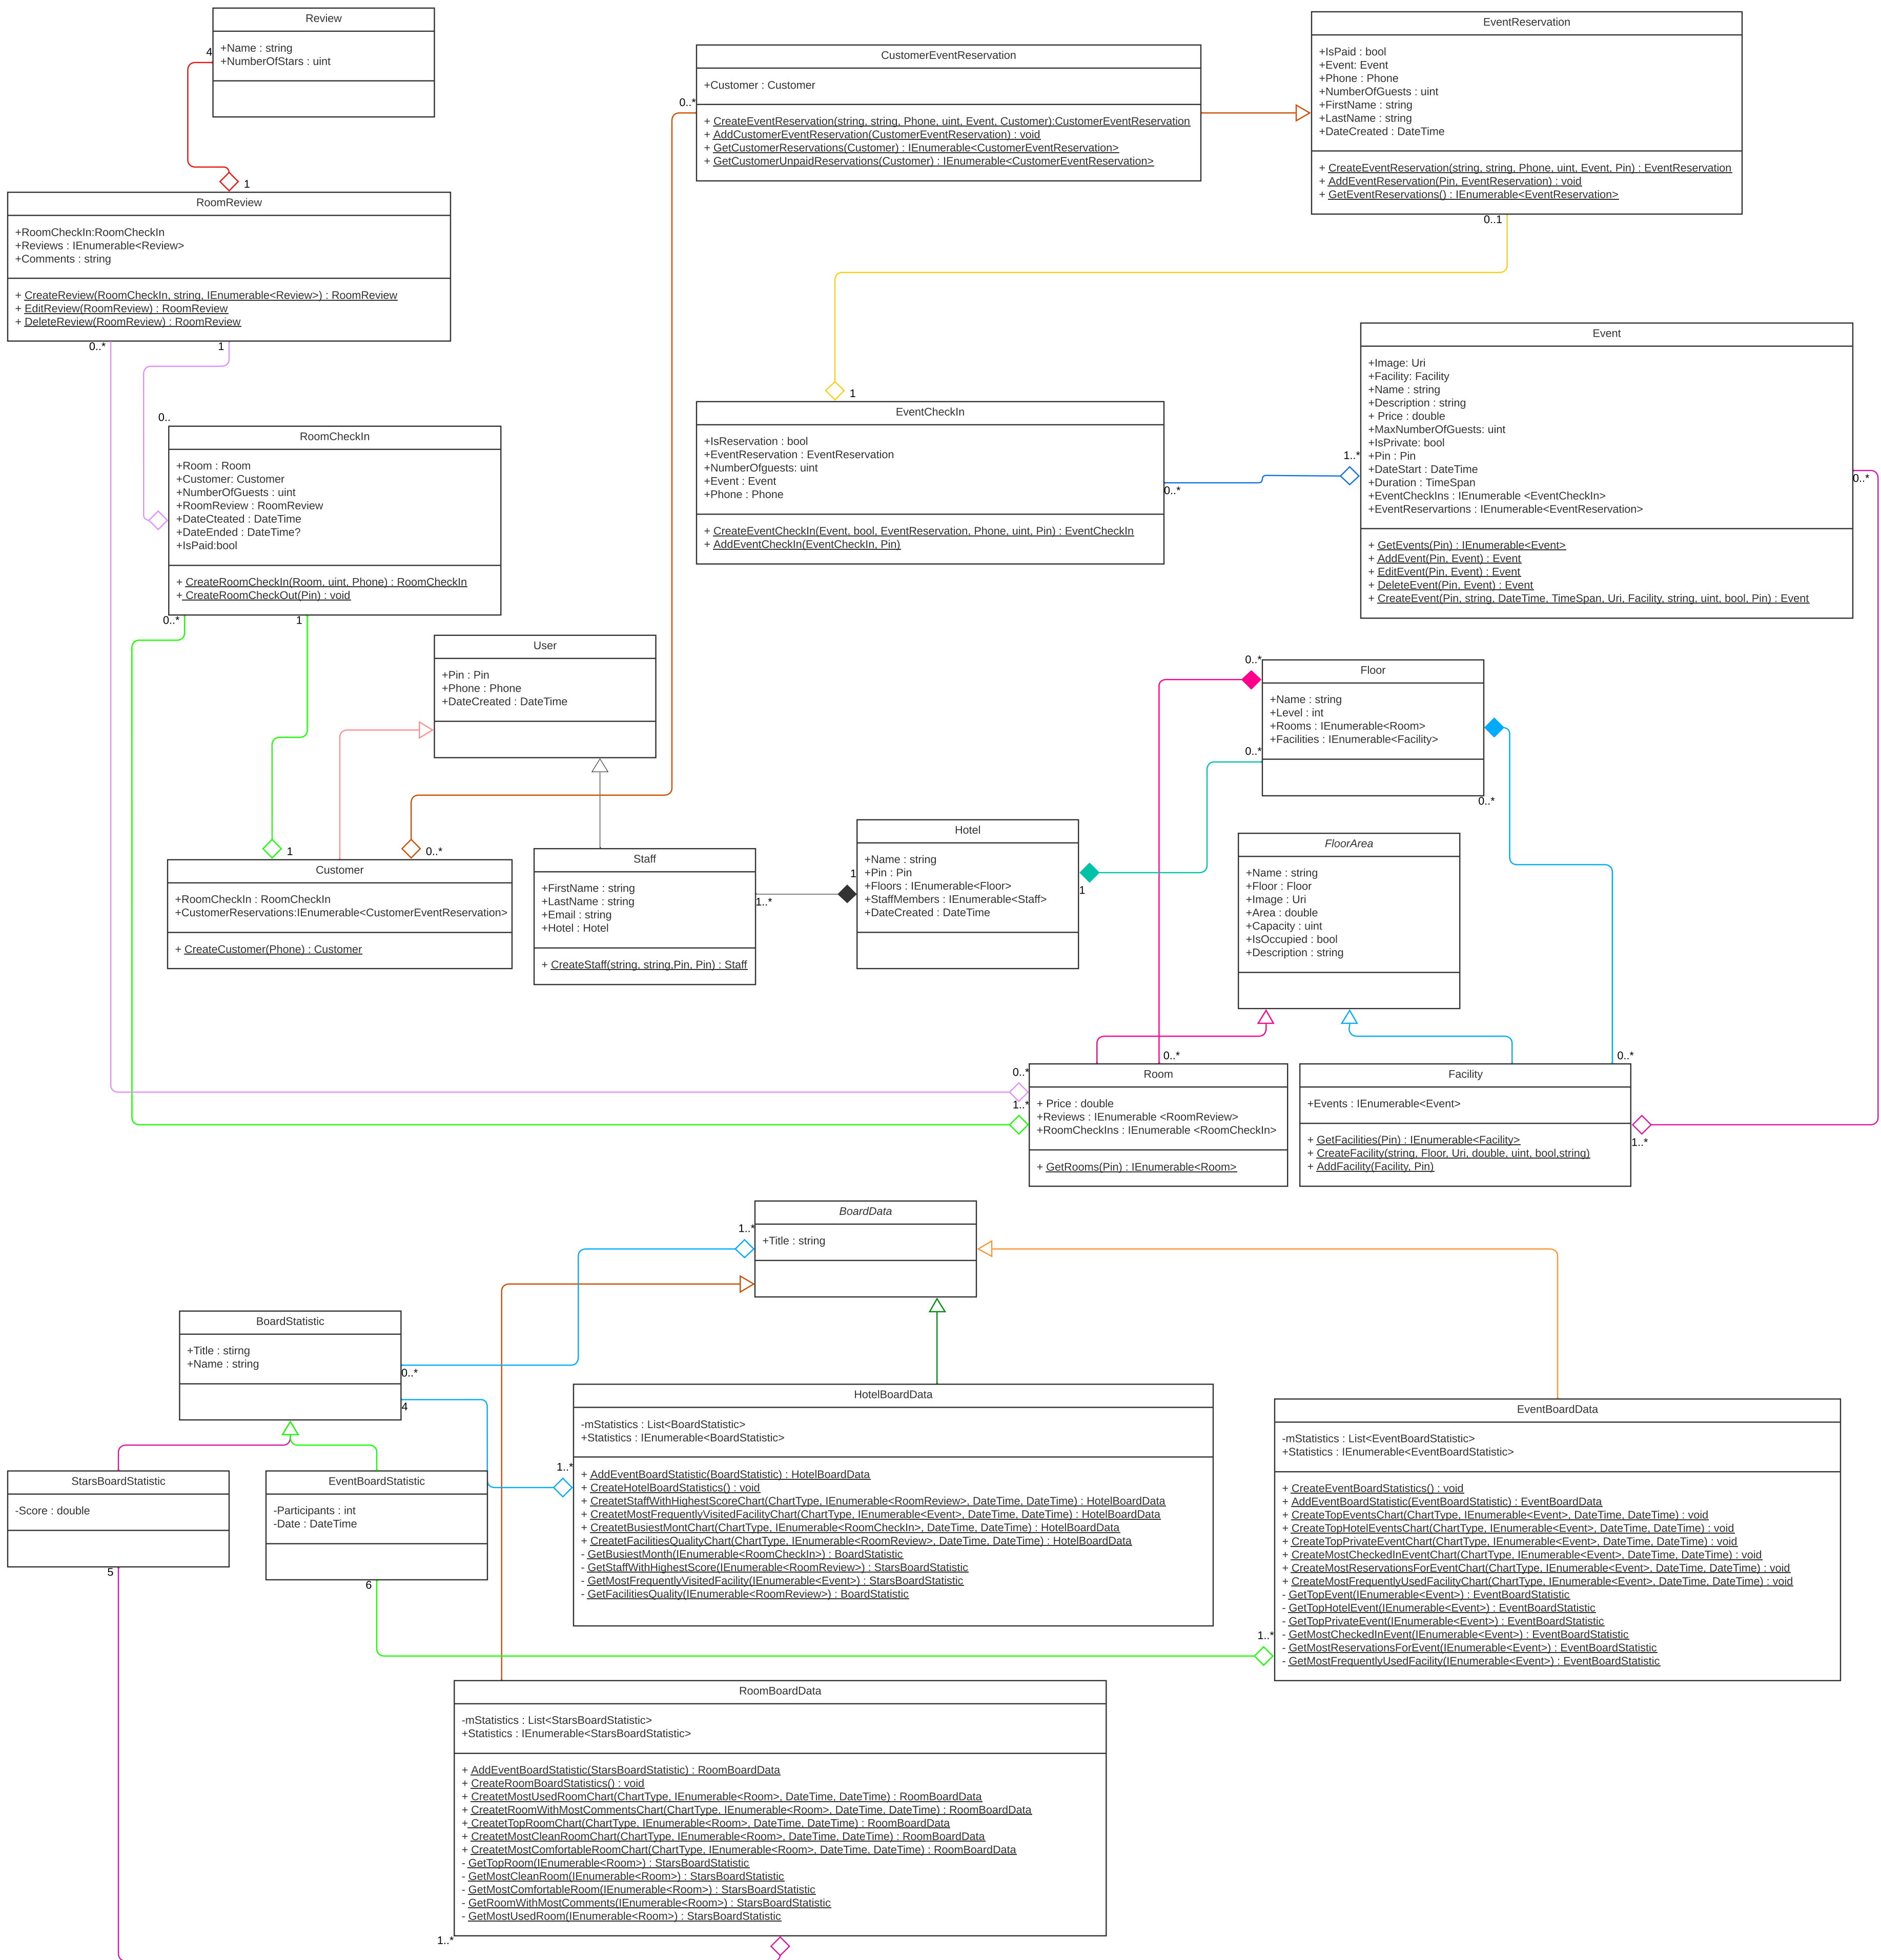 Review
+Name : string
+NumberOfStars : uint
4
1
RoomReview
+RoomCheckIn:RoomCheckIn
+Reviews : IEnumerable<Review>
+Comments : string
+ CreateReview(RoomCheckIn, string, IEnumerable<Review>) : RoomReview
+ EditReview(RoomReview) : RoomReview
+ DeleteReview(RoomReview) : RoomReview
0..*
1
CustomerEventReservation
+Customer : Customer
+ CreateEventReservation(string, string, Phone, uint, Event, Customer):CustomerEventReservation
+ AddCustomerEventReservation(CustomerEventReservation) : void
+ GetCustomerReservations(Customer) : IEnumerable<CustomerEventReservation>
+ GetCustomerUnpaidReservations(Customer) : IEnumerable<CustomerEventReservation>
0..*
EventReservation
+IsPaid : bool
+Event: Event
+Phone : Phone
+NumberOfGuests : uint
+FirstName : string
+LastName : string
+DateCreated : DateTime
+ CreateEventReservation(string, string, Phone, uint, Event, Pin) : EventReservation
+ AddEventReservation(Pin, EventReservation) : void
+ GetEventReservations() : IEnumerable<EventReservation>
0..1
0..
RoomCheckIn
+Room : Room
+Customer: Customer
+NumberOfGuests : uint
+RoomReview : RoomReview
+DateCteated : DateTime
+DateEnded : DateTime?
+IsPaid:bool
+ CreateRoomCheckIn(Room, uint, Phone) : RoomCheckIn
+ CreateRoomCheckOut(Pin) : void
0..*
1
1
EventCheckIn
+IsReservation : bool
+EventReservation : EventReservation
+NumberOfguests: uint
+Event : Event
+Phone : Phone
+ CreateEventCheckIn(Event, bool, EventReservation, Phone, uint, Pin) : EventCheckIn
+ AddEventCheckIn(EventCheckIn, Pin)
0..*
1..*
Event
+Image: Uri
+Facility: Facility
+Name : string
+Description : string
+ Price : double
+MaxNumberOfGuests: uint
+IsPrivate: bool
+Pin : Pin
+DateStart : DateTime
+Duration : TimeSpan
+EventCheckIns : IEnumerable <EventCheckIn>
+EventReservartions : IEnumerable<EventReservation>
+ GetEvents(Pin) : IEnumerable<Event>
+ AddEvent(Pin, Event) : Event
+ EditEvent(Pin, Event) : Event
+ DeleteEvent(Pin, Event) : Event
+ CreateEvent(Pin, string, DateTime, TimeSpan, Uri, Facility, string, uint, bool, Pin) : Event
0..*
User
+Pin : Pin
+Phone : Phone
+DateCreated : DateTime
0..*
Floor
+Name : string
+Level : int
+Rooms : IEnumerable<Room>
+Facilities : IEnumerable<Facility>
0..*
0..*
1
0..*
Customer
+RoomCheckIn : RoomCheckIn
+CustomerReservations:IEnumerable<CustomerEventReservation>
+ CreateCustomer(Phone) : Customer
Staff
+FirstName : string
+LastName : string
+Email : string
+Hotel : Hotel
+ CreateStaff(string, string,Pin, Pin) : Staff
1..*
1
Hotel
+Name : string
+Pin : Pin
+Floors : IEnumerable<Floor>
+StaffMembers : IEnumerable<Staff>
+DateCreated : DateTime
1
FloorArea
+Name : string
+Floor : Floor
+Image : Uri
+Area : double
+Capacity : uint
+IsOccupied : bool
+Description : string
0..*
0..*
0..*
1..*
Room
+ Price : double
+Reviews : IEnumerable <RoomReview>
+RoomCheckIns : IEnumerable <RoomCheckIn>
+ GetRooms(Pin) : IEnumerable<Room>
Facility
+Events : IEnumerable<Event>
+ GetFacilities(Pin) : IEnumerable<Facility>
+ CreateFacility(string, Floor, Uri, double, uint, bool,string)
+ AddFacility(Facility, Pin)
1..*
BoardData
+Title : string
1..*
BoardStatistic
+Title : stirng
+Name : string
0..*
4
StarsBoardStatistic
-Score : double
5
EventBoardStatistic
-Participants : int
-Date : DateTime
6
1..*
HotelBoardData
-mStatistics : List<BoardStatistic>
+Statistics : IEnumerable<BoardStatistic>
+ AddEventBoardStatistic(BoardStatistic) : HotelBoardData
+ CreateHotelBoardStatistics() : void
+ CreatetStaffWithHighestScoreChart(ChartType, IEnumerable<RoomReview>, DateTime, DateTime) : HotelBoardData
+ CreatetMostFrequentlyVisitedFacilityChart(ChartType, IEnumerable<Event>, DateTime, DateTime) : HotelBoardData
+ CreatetBusiestMontChart(ChartType, IEnumerable<RoomCheckIn>, DateTime, DateTime) : HotelBoardData
+ CreatetFacilitiesQualityChart(ChartType, IEnumerable<RoomReview>, DateTime, DateTime) : HotelBoardData
- GetBusiestMonth(IEnumerable<RoomCheckIn>) : BoardStatistic
- GetStaffWithHighestScore(IEnumerable<RoomReview>) : StarsBoardStatistic
- GetMostFrequentlyVisitedFacility(IEnumerable<Event>) : StarsBoardStatistic
- GetFacilitiesQuality(IEnumerable<RoomReview>) : BoardStatistic
EventBoardData
-mStatistics : List<EventBoardStatistic>
+Statistics : IEnumerable<EventBoardStatistic>
+ CreateEventBoardStatistics() : void
+ AddEventBoardStatistic(EventBoardStatistic) : EventBoardData
+ CreateTopEventsChart(ChartType, IEnumerable<Event>, DateTime, DateTime) : void
+ CreateTopHotelEventsChart(ChartType, IEnumerable<Event>, DateTime, DateTime) : void
+ CreateTopPrivateEventChart(ChartType, IEnumerable<Event>, DateTime, DateTime) : void
+ CreateMostCheckedInEventChart(ChartType, IEnumerable<Event>, DateTime, DateTime) : void
+ CreateMostReservationsForEventChart(ChartType, IEnumerable<Event>, DateTime, DateTime) : void
+ CreateMostFrequentlyUsedFacilityChart(ChartType, IEnumerable<Event>, DateTime, DateTime) : void
- GetTopEvent(IEnumerable<Event>) : EventBoardStatistic
- GetTopHotelEvent(IEnumerable<Event>) : EventBoardStatistic
- GetTopPrivateEvent(IEnumerable<Event>) : EventBoardStatistic
- GetMostCheckedInEvent(IEnumerable<Event>) : EventBoardStatistic
- GetMostReservationsForEvent(IEnumerable<Event>) : EventBoardStatistic
- GetMostFrequentlyUsedFacility(IEnumerable<Event>) : EventBoardStatistic
1..*
RoomBoardData
-mStatistics : List<StarsBoardStatistic>
+Statistics : IEnumerable<StarsBoardStatistic>
+ AddEventBoardStatistic(StarsBoardStatistic) : RoomBoardData
+ CreateRoomBoardStatistics() : void
+ CreatetMostUsedRoomChart(ChartType, IEnumerable<Room>, DateTime, DateTime) : RoomBoardData
+ CreatetRoomWithMostCommentsChart(ChartType, IEnumerable<Room>, DateTime, DateTime) : RoomBoardData
+ CreatetTopRoomChart(ChartType, IEnumerable<Room>, DateTime, DateTime) : RoomBoardData
+ CreatetMostCleanRoomChart(ChartType, IEnumerable<Room>, DateTime, DateTime) : RoomBoardData
+ CreatetMostComfortableRoomChart(ChartType, IEnumerable<Room>, DateTime, DateTime) : RoomBoardData
- GetTopRoom(IEnumerable<Room>) : StarsBoardStatistic
- GetMostCleanRoom(IEnumerable<Room>) : StarsBoardStatistic
- GetMostComfortableRoom(IEnumerable<Room>) : StarsBoardStatistic
- GetRoomWithMostComments(IEnumerable<Room>) : StarsBoardStatistic
- GetMostUsedRoom(IEnumerable<Room>) : StarsBoardStatistic
1..*